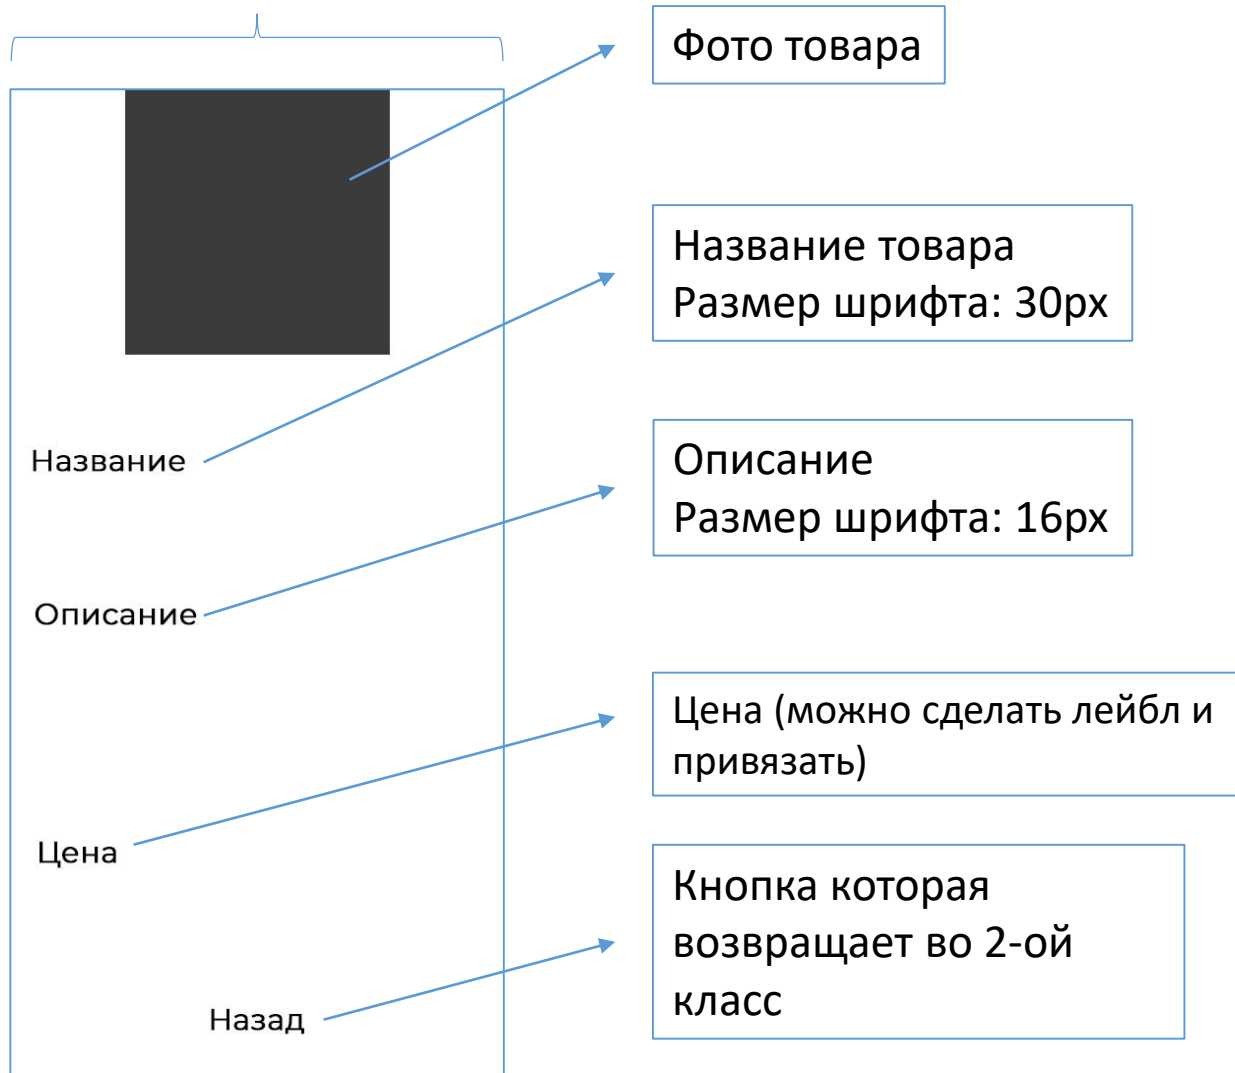 Фото товара
Название товара
Размер шрифта: 30px
Название
Описание
Размер шрифта: 16px
Описание
Цена (можно сделать лейбл и
привязать)
Цена
Кнопка которая
возвращает во 2-ой
класс
Назад